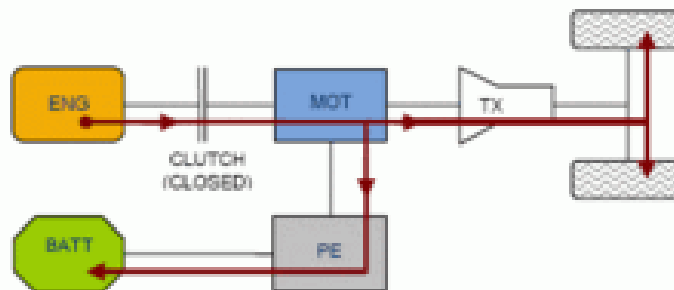 ENG
MOT
TX
CLUTCH
(CLOSED)
BATT
PE